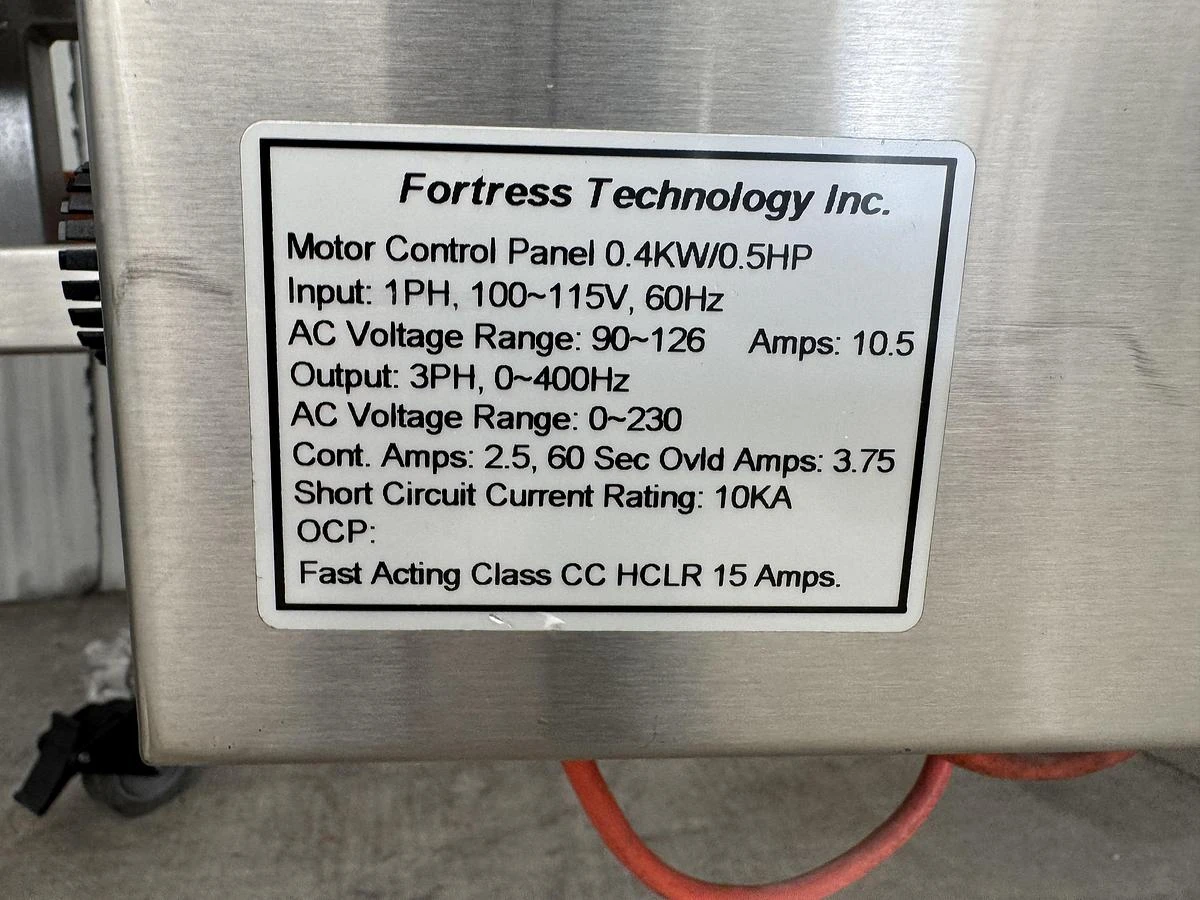 Fortress Technology Inc.
Motor Control Panel 0.4KW/0.5HP
Input: 1PH, 100~115V, 60Hz
AC Voltage Range: 90~126 Amps: 10.5
Output: 3PH, 0~400Hz
AC Voltage Range: 0~230
Cont. Amps: 2.5, 60 Sec Ovld Amps: 3.75
Short Circuit Current Rating: 10KA
OCP:
Fast Acting Class CC HCLR 15 Amps.